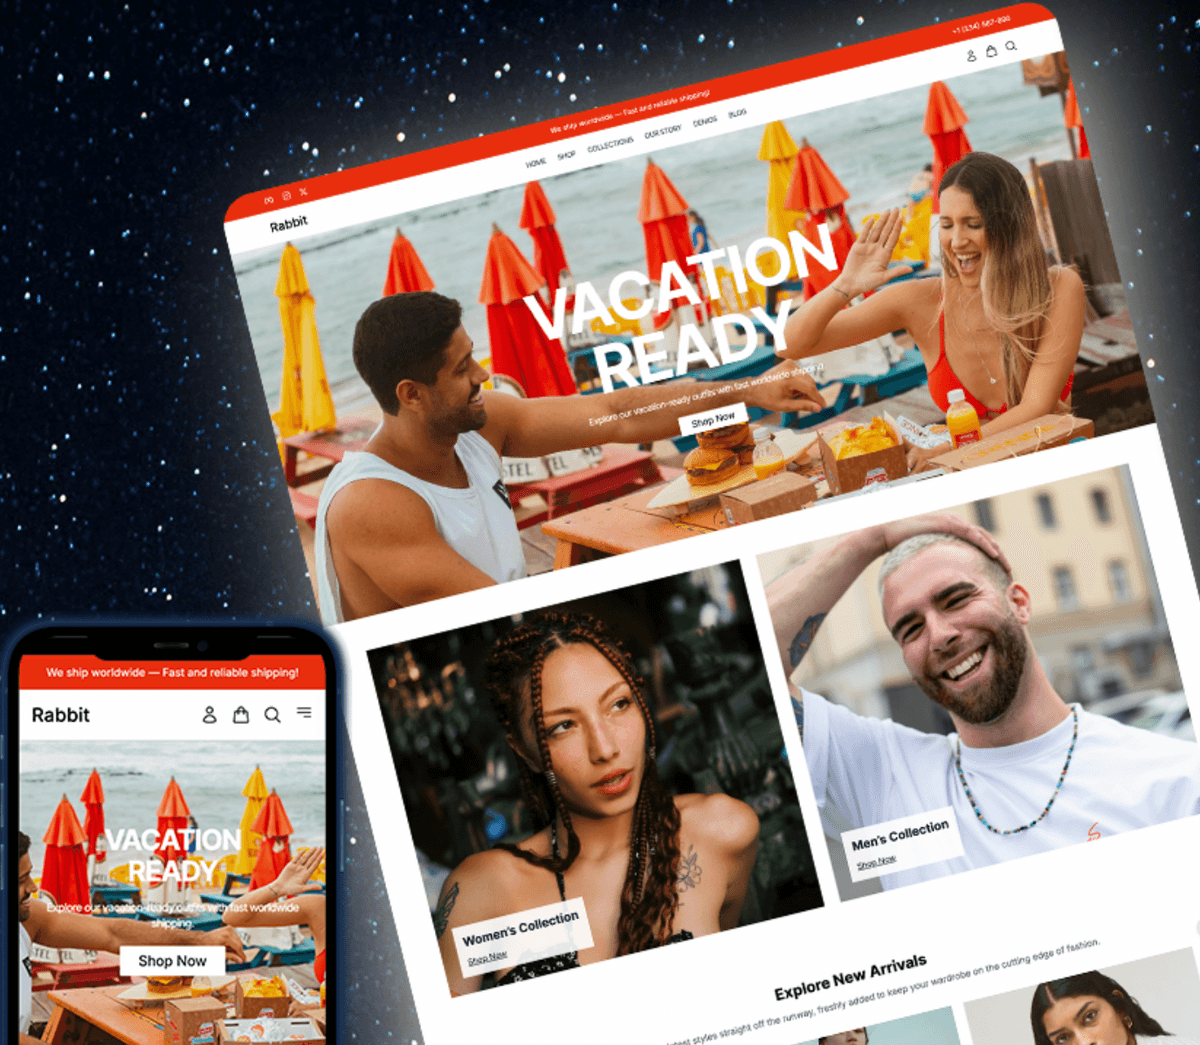 +1 (234) 567-890
We ship worldwide — Fast and reliable shipping!
Rabbit
HOME SHOP COLLECTIONS OUR STORY DEMOS BLOG
VACATION
READY
Explore our vacation-ready outfits with fast worldwide shipping.
Shop Now
STEL
Women's Collection
Shop Now
Men's Collection
Shop Now
Explore New Arrivals
latest styles straight off the runway, freshly added to keep your wardrobe on the cutting edge of fashion.
We ship worldwide — Fast and reliable shipping!
Rabbit
VACATION
READY
Explore our vacation-ready outfits with fast worldwide
shipping.
Shop Now